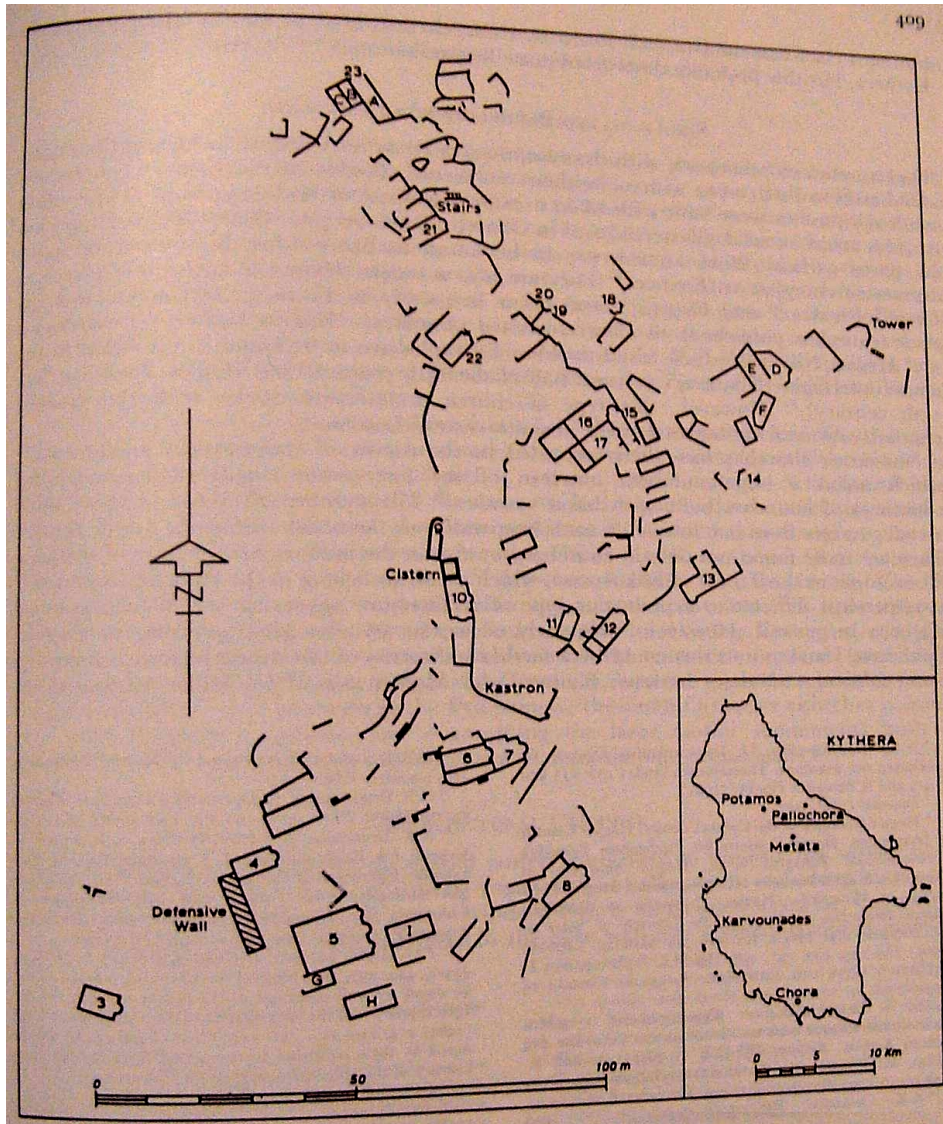 409
23
C B A
Stairs
21
20
19
18
Tower
22
E D
F
16
15
17
14
Cistern
10
13
11
12
N
Kastron
6
7
4
Defensive
Wall
8
5
I
G
H
3
0 50 100 m
KYTHERA
Potamos
Paliochora
Metata
Karvounades
Chora
0 5 10 Km